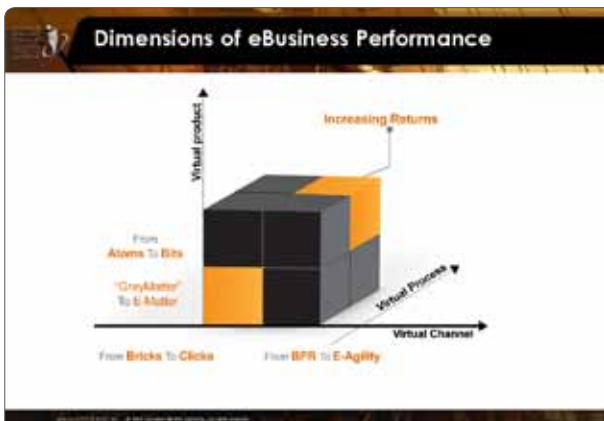 Dimensions of eBusiness Performance
Virtual product
Increasing Returns
From
Atoms To Bits
"GreyMatter"
To E-Matter
Virtual Process
Virtual Channel
From Bricks To Clicks
From BPR To E-Agility